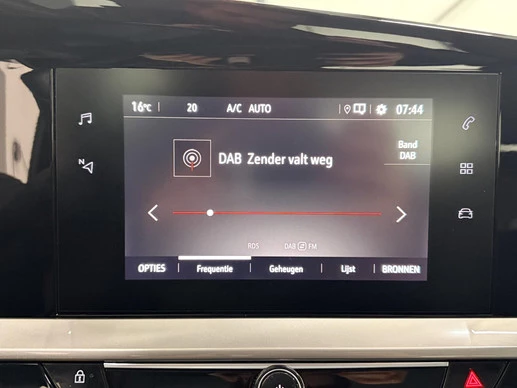 16°C 20 A/C AUTO 07:44
DAB Zender valt weg
Band
DAB
N
RDS DAB FM
OPTIES Frequentie Geheugen Lijst BRONNEN